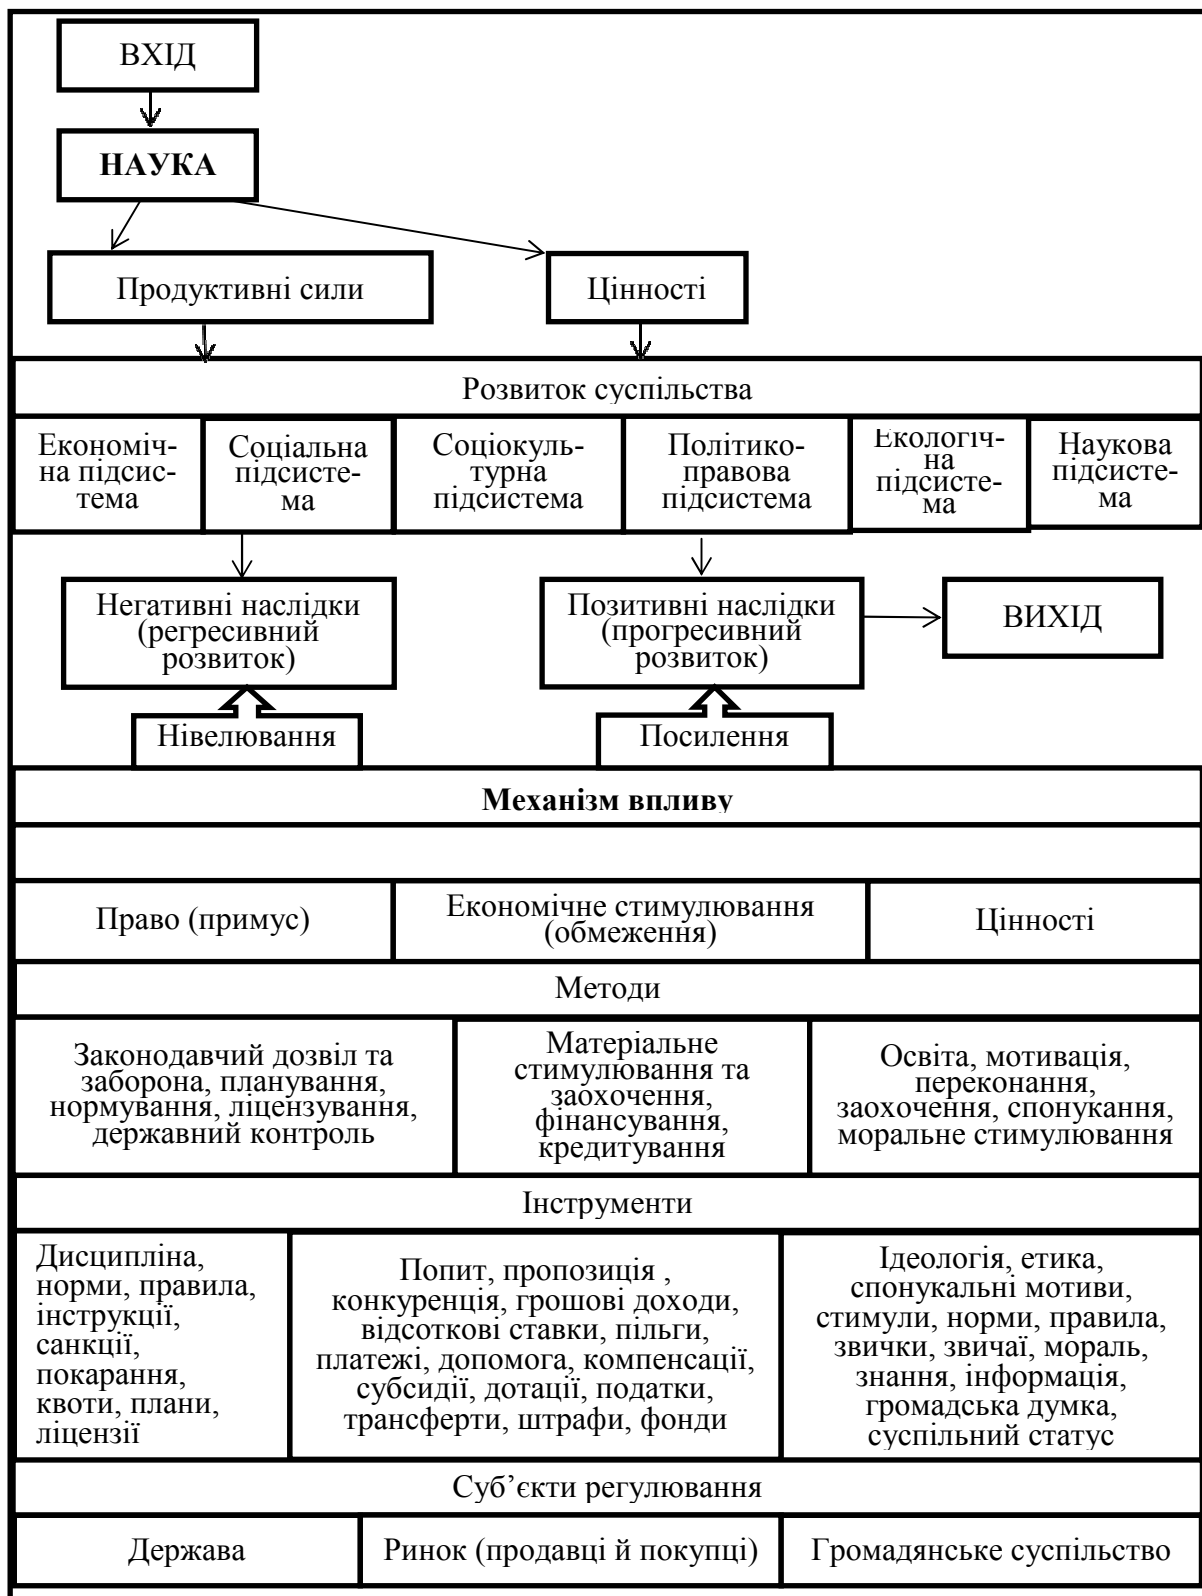 ВХІД
НАУКА
Продуктивні сили
Цінності
Розвиток суспільства
Економіч-
на підсис-
тема
Соціальна
підсисте-
ма
Соціокуль-
турна
підсистема
Політико-
правова
підсистема
Екологіч-
на
підсисте-
ма
Наукова
підсисте-
ма
Негативні наслідки
(регресивний
розвиток)
Позитивні наслідки
(прогресивний
розвиток)
ВИХІД
Нівелювання
Посилення
Механізм впливу
Право (примус)
Економічне стимулювання
(обмеження)
Цінності
Методи
Законодавчий дозвіл та
заборона, планування,
нормування, ліцензування,
державний контроль
Матеріальне
стимулювання та
заохочення,
фінансування,
кредитування
Освіта, мотивація,
переконання,
заохочення, спонукання,
моральне стимулювання
Інструменти
Дисципліна,
норми, правила,
інструкції,
санкції,
покарання,
квоти, плани,
ліцензії
Попит, пропозиція ,
конкуренція, грошові доходи,
відсоткові ставки, пільги,
платежі, допомога, компенсації,
субсидії, дотації, податки,
трансферти, штрафи, фонди
Ідеологія, етика,
спонукальні мотиви,
стимули, норми, правила,
звички, звичаї, мораль,
знання, інформація,
громадська думка,
суспільний статус
Суб’єкти регулювання
Держава
Ринок (продавці й покупці)
Громадянське суспільство